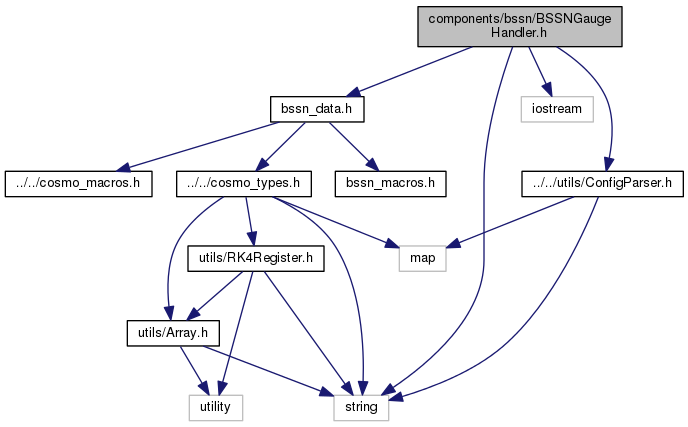 components/bssn/BSSNGauge
Handler.h
bssn_data.h
iostream
../../cosmo_macros.h
../../cosmo_types.h
bssn_macros.h
../../utils/ConfigParser.h
utils/RK4Register.h
map
utils/Array.h
utility
string